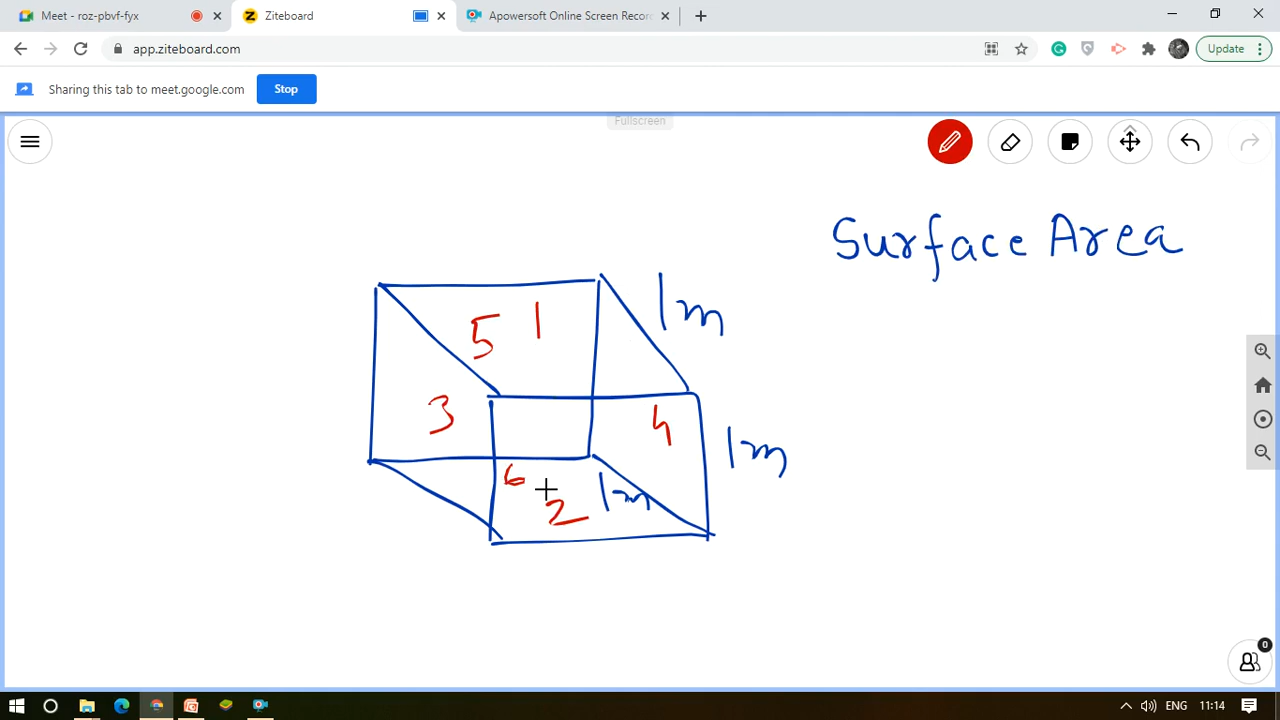 Meet - roz-pbvf-fyx
Ziteboard
Apowersoft Online Screen Recor
app.ziteboard.com
Update
Sharing this tab to meet.google.com
Stop
Fullscreen
Surface Area
1m
5 1
3
4
1m
6
2
1m
0
ENG
11:14